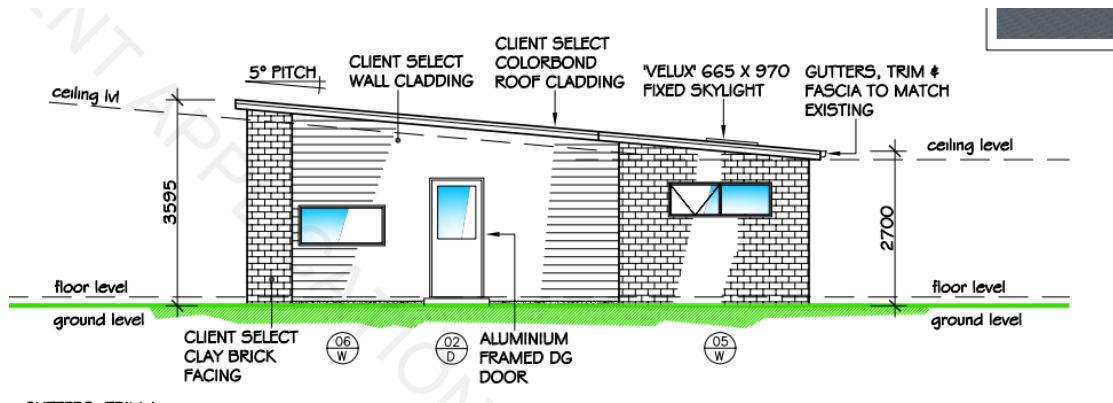 5° PITCH
CLIENT SELECT
WALL CLADDING
CLIENT SELECT
COLORBOND
ROOF CLADDING
'VELUX' 665 X 970
FIXED SKYLIGHT
GUTTERS, TRIM &
FASCIA TO MATCH
EXISTING
ceiling lvl
ceiling level
3595
2700
floor level
floor level
ground level
ground level
CLIENT SELECT
CLAY BRICK
FACING
06
W
02
D
ALUMINIUM
FRAMED DG
DOOR
05
W